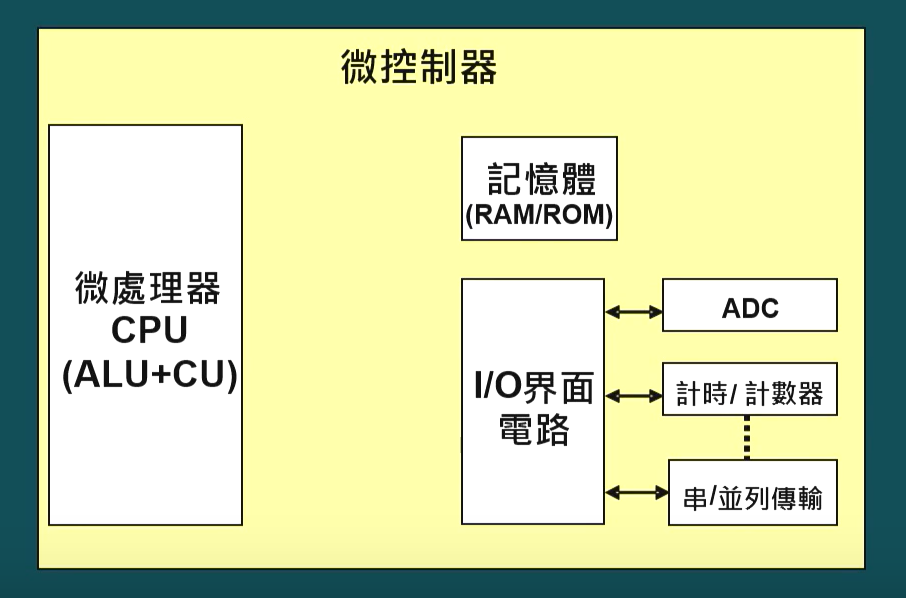 微控制器
微處理器
CPU
(ALU+CU)
記憶體
(RAM/ROM)
I/O界面
電路
ADC
計時/ 計數器
串/並列傳輸